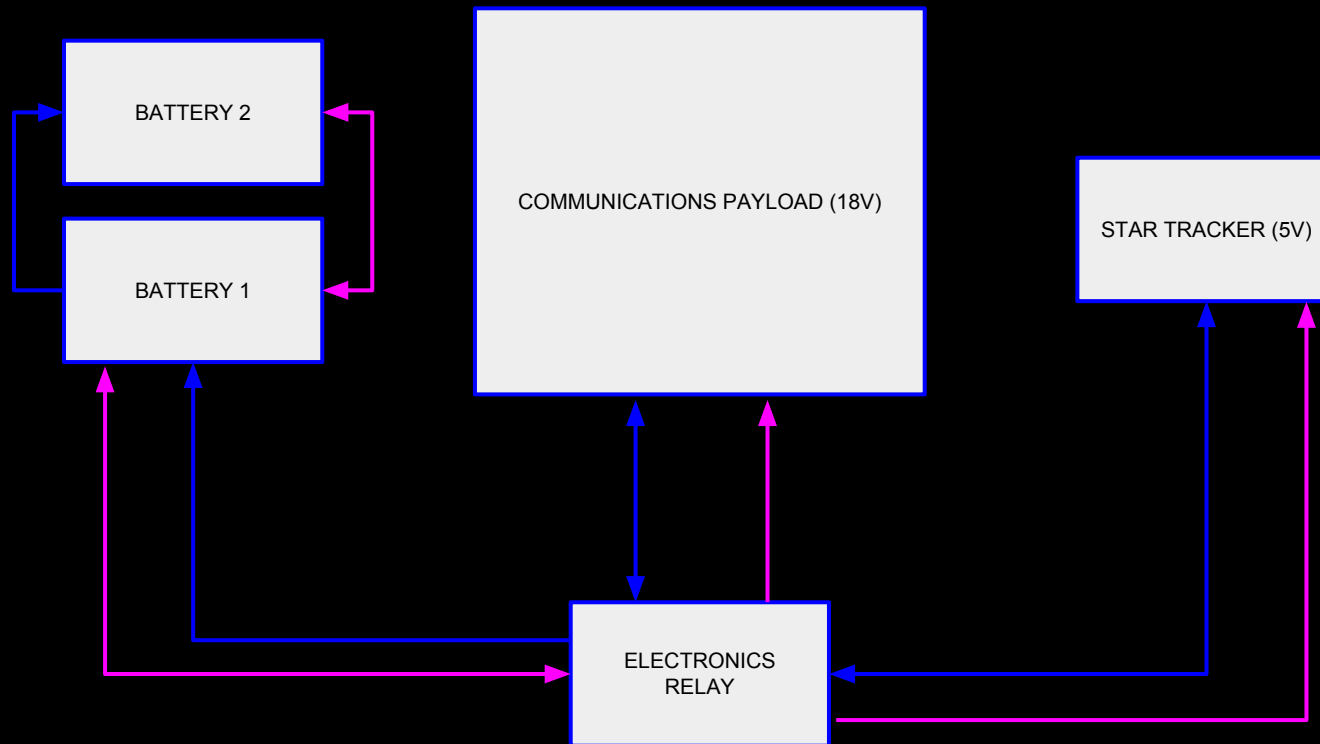 BATTERY 2
COMMUNICATIONS PAYLOAD (18V)
STAR TRACKER (5V)
BATTERY 1
ELECTRONICS
RELAY